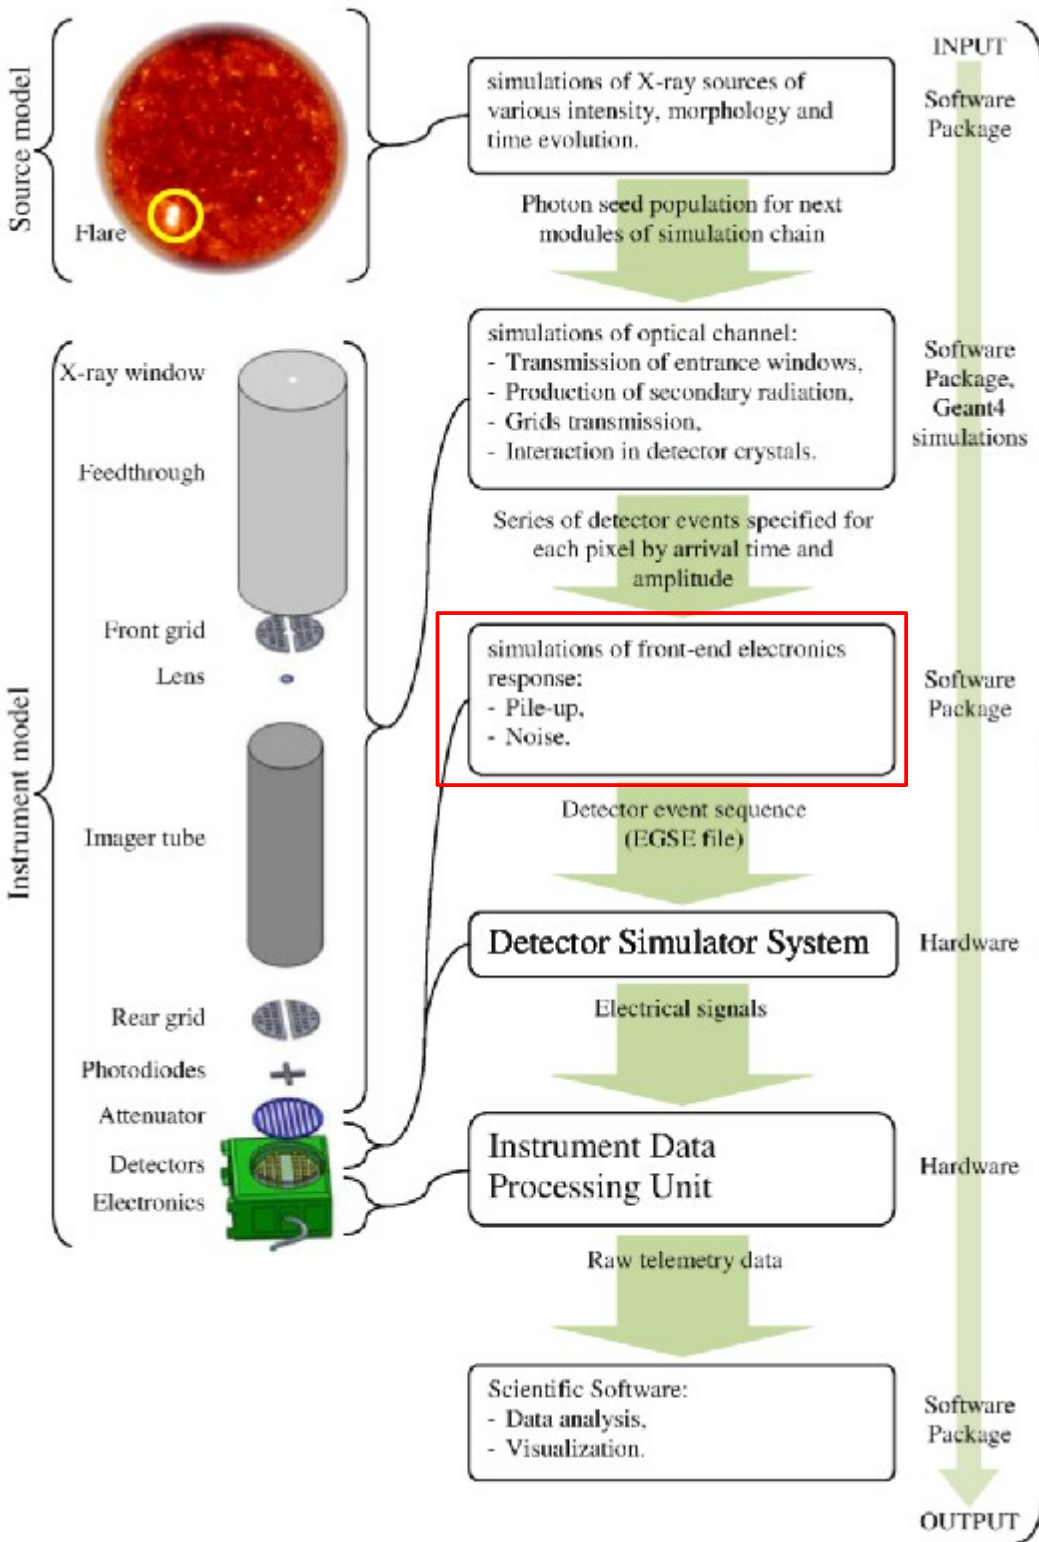 Source model
Flare
INPUT
simulations of X-ray sources of
various intensity, morphology and
time evolution.
Software
Package
Photon seed population for next
modules of simulation chain
Instrument model
X-ray window
Feedthrough
Front grid
Lens
Imager tube
Rear grid
Photodiodes
Attenuator
Detectors
Electronics
simulations of optical channel:
- Transmission of entrance windows,
- Production of secondary radiation,
- Grids transmission,
- Interaction in detector crystals.
Software
Package,
Geant4
simulations
Series of detector events specified for
each pixel by arrival time and
amplitude
simulations of front-end electronics
response:
- Pile-up,
- Noise.
Software
Package
Detector event sequence
(EGSE file)
Detector Simulator System
Hardware
Electrical signals
Instrument Data
Processing Unit
Hardware
Raw telemetry data
Scientific Software:
- Data analysis,
- Visualization.
Software
Package
OUTPUT